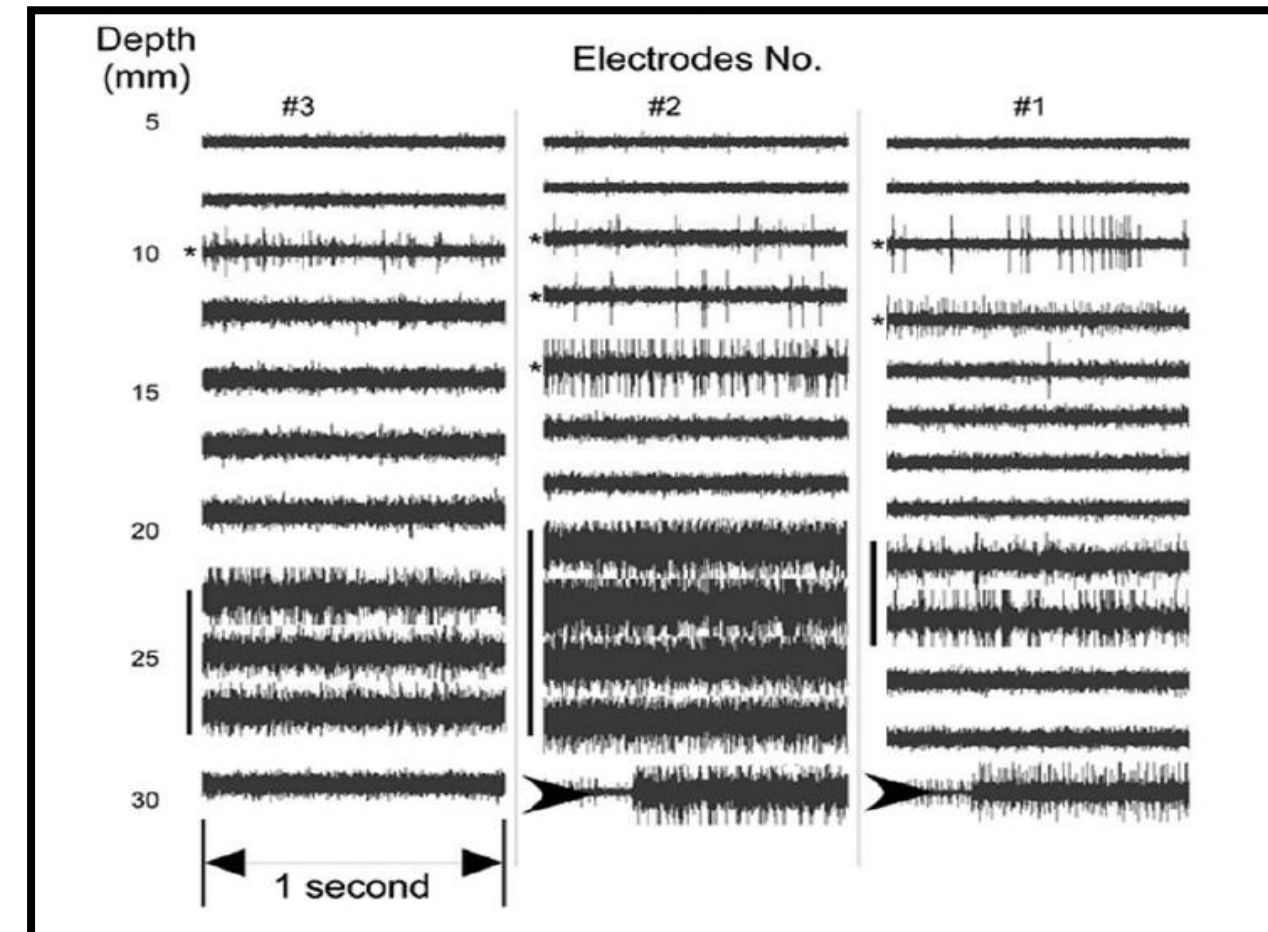 Depth
(mm)
Electrodes No.
#3 #2 #1
5
* * *
10
* *
*
15
20
25
30
1 second